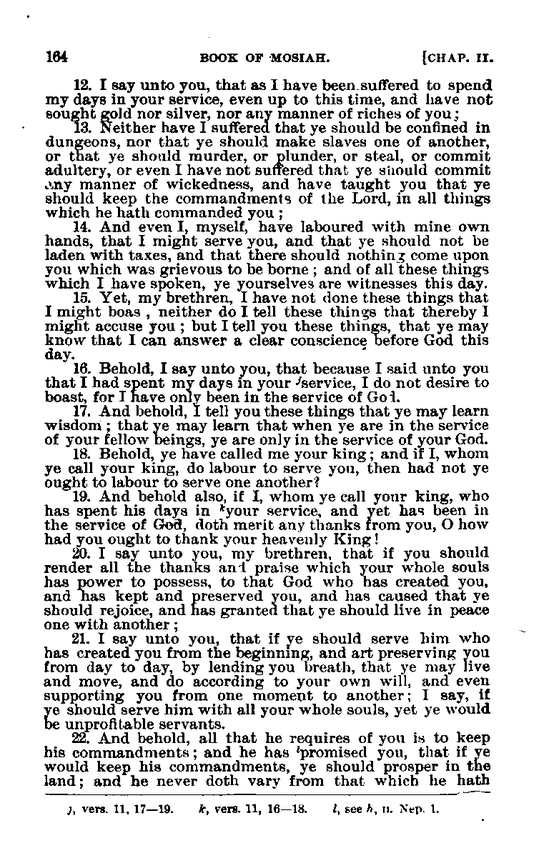 164 BOOK OF MOSIAH. [CHAP. II.
12. I say unto you, that as I have been suffered to spend
my days in your service, even up to this time, and have not
sought gold nor silver, nor any manner of riches of you;
13. Neither have I suffered that ye should be confined in
dungeons, nor that ye should make slaves one of another,
or that ye should murder, or plunder, or steal, or commit
adultery, or even I have not suffered that ye should commit
any manner of wickedness, and have taught you that ye
should keep the commandments of the Lord, in all things
which he hath commanded you;
14. And even I, myself, have laboured with mine own
hands, that I might serve you, and that ye should not be
laden with taxes, and that there should nothing come upon
you which was grievous to be borne; and of all these things
which I have spoken, ye yourselves are witnesses this day.
15. Yet, my brethren, I have not done these things that
I might boas , neither do I tell these things that thereby I
might accuse you; but I tell you these things, that ye may
know that I can answer a clear conscience before God this
day.
16. Behold, I say unto you, that because I said unto you
that I had spent my days in your ʲservice, I do not desire to
boast, for I have only been in the service of God.
17. And behold, I tell you these things that ye may learn
wisdom; that ye may learn that when ye are in the service
of your fellow beings, ye are only in the service of your God.
18. Behold, ye have called me your king; and if I, whom
ye call your king, do labour to serve you, then had not ye
ought to labour to serve one another?
19. And behold also, if I, whom ye call your king, who
has spent his days in ᵏyour service, and yet has been in
the service of God, doth merit any thanks from you, O how
had you ought to thank your heavenly King!
20. I say unto you, my brethren, that if you should
render all the thanks and praise which your whole souls
has power to possess, to that God who has created you,
and has kept and preserved you, and has caused that ye
should rejoice, and has granted that ye should live in peace
one with another;
21. I say unto you, that if ye should serve him who
has created you from the beginning, and art preserving you
from day to day, by lending you breath, that ye may live
and move, and do according to your own will, and even
supporting you from one moment to another; I say, if
ye should serve him with all your whole souls, yet ye would
be unprofitable servants.
22. And behold, all that he requires of you is to keep
his commandments; and he has ˡpromised you, that if ye
would keep his commandments, ye should prosper in the
land; and he never doth vary from that which he hath
j, vers. 11, 17—19. k, vers. 11, 16—18. l, see h, II. Nep. 1.